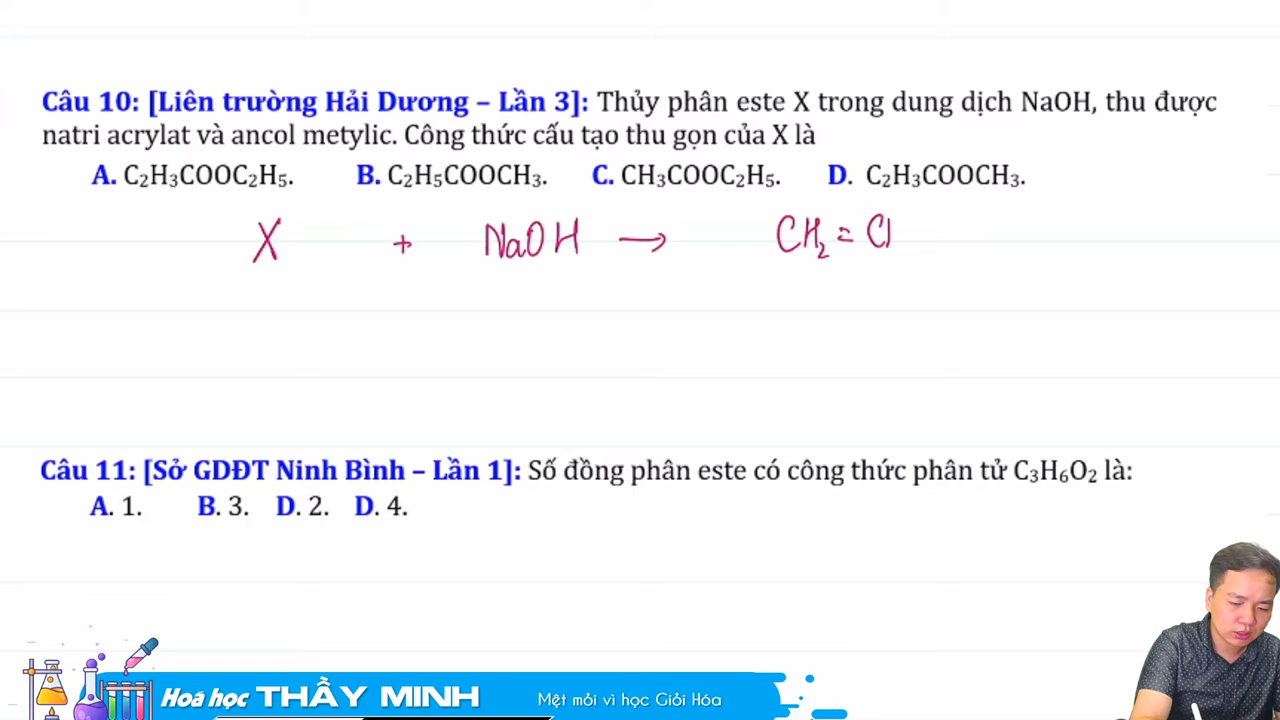 Câu 10: [Liên trường Hải Dương – Lần 3]: Thủy phân este X trong dung dịch NaOH, thu được
natri acrylat và ancol metylic. Công thức cấu tạo thu gọn của X là
A. C₂H₃COOC₂H₅. B. C₂H₅COOCH₃. C. CH₃COOC₂H₅. D. C₂H₃COOCH₃.
X + NaOH → CH₂ = Cl
Câu 11: [Sở GDĐT Ninh Bình – Lần 1]: Số đồng phân este có công thức phân tử C₃H₆O₂ là:
A. 1. B. 3. D. 2. D. 4.
Hoá học THẦY MINH Mệt mỏi vì học Giỏi Hóa